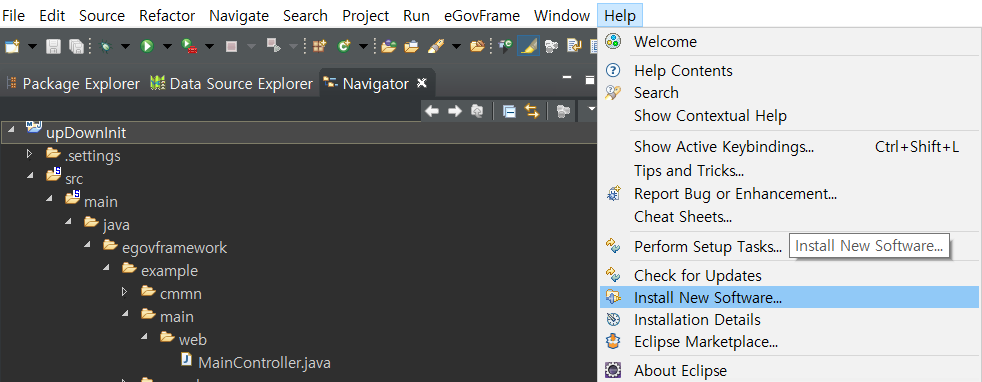 File Edit Source Refactor Navigate Search Project Run eGovFrame Window Help
Package Explorer Data Source Explorer Navigator
upDownInit
.settings
src
main
java
egovframework
example
cmmn
main
web
MainController.java
Welcome
Help Contents
Search
Show Contextual Help
Show Active Keybindings... Ctrl+Shift+L
Tips and Tricks...
Report Bug or Enhancement...
Cheat Sheets...
Perform Setup Tasks... Install New Software...
Check for Updates
Install New Software...
Installation Details
Eclipse Marketplace...
About Eclipse